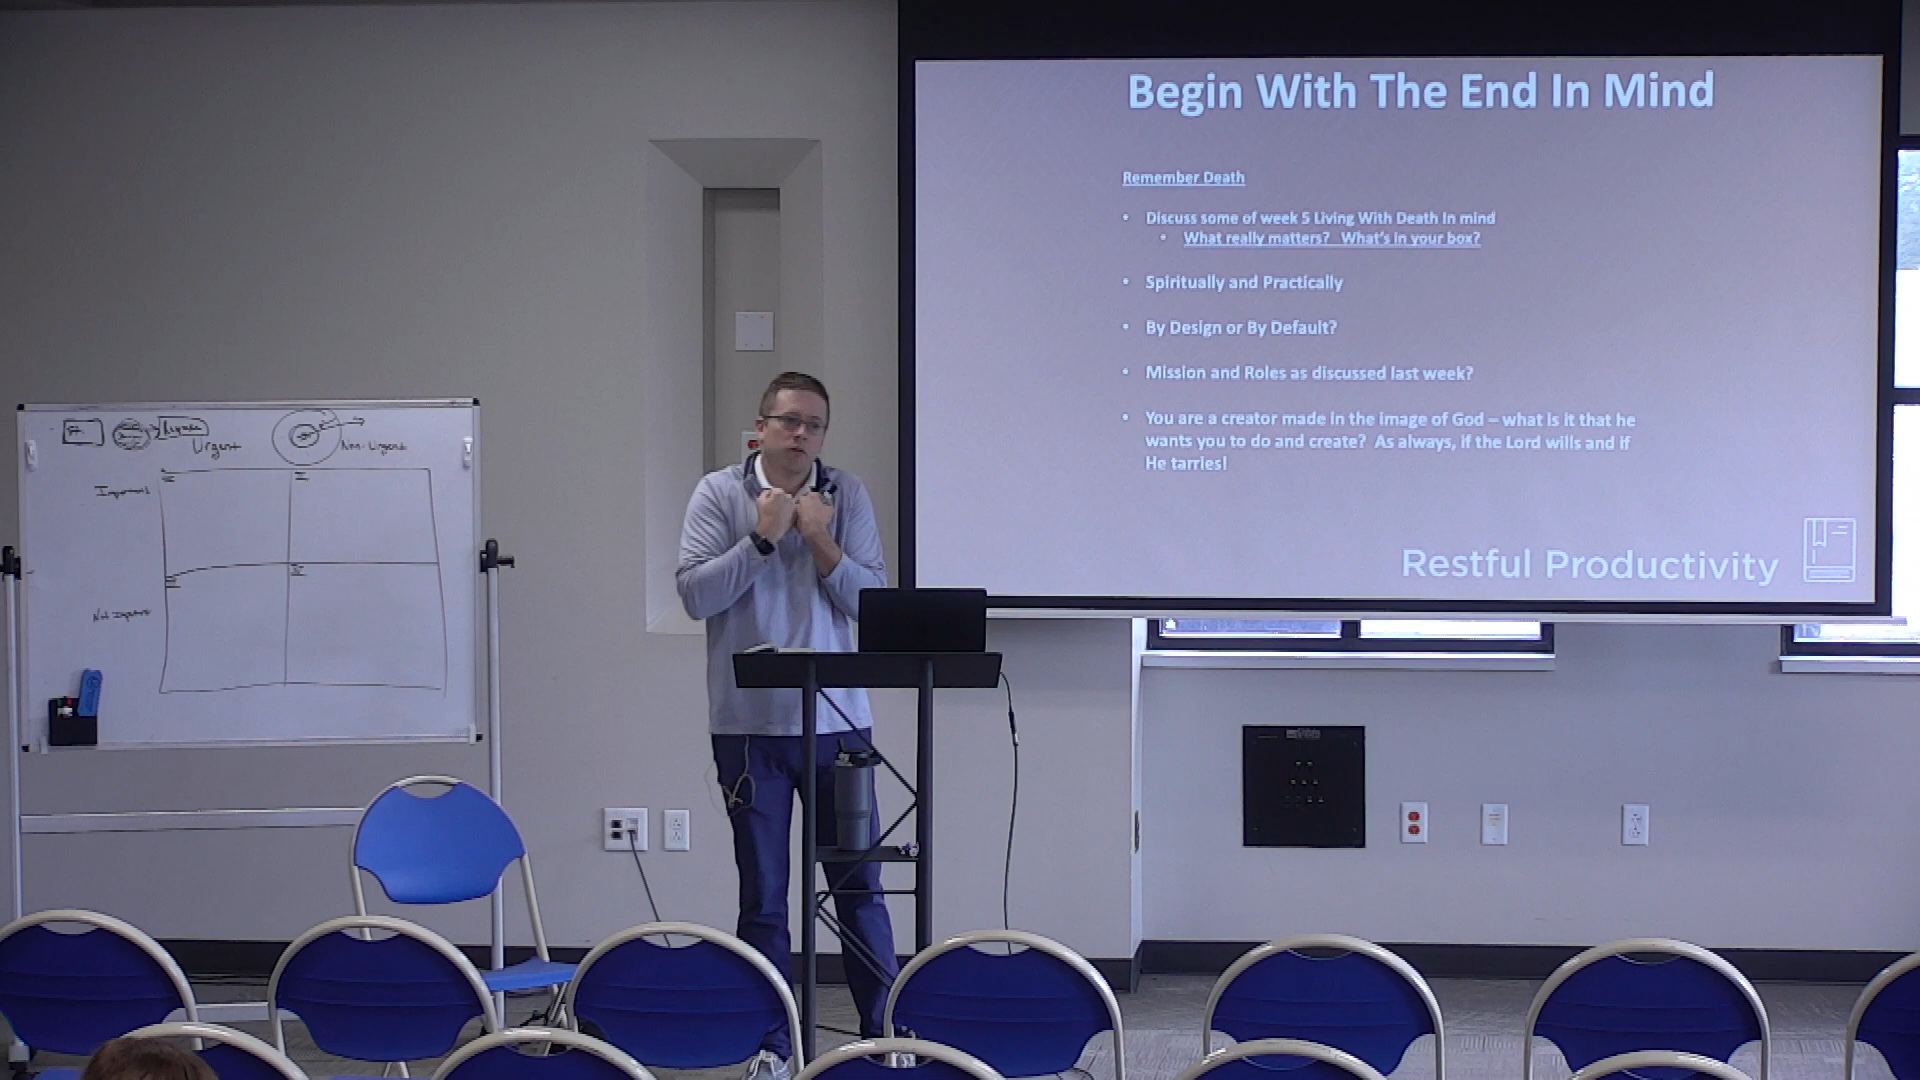 Begin With The End In Mind
Remember Death
• Discuss some of week 5 Living With Death In mind
• What really matters? What's in your box?
• Spiritually and Practically
• By Design or By Default?
• Mission and Roles as discussed last week?
• You are a creator made in the image of God – what is it that he
wants you to do and create? As always, if the Lord wills and if
He tarries!
Restful Productivity
Urgent
Non-Urgent
Important
I
IV